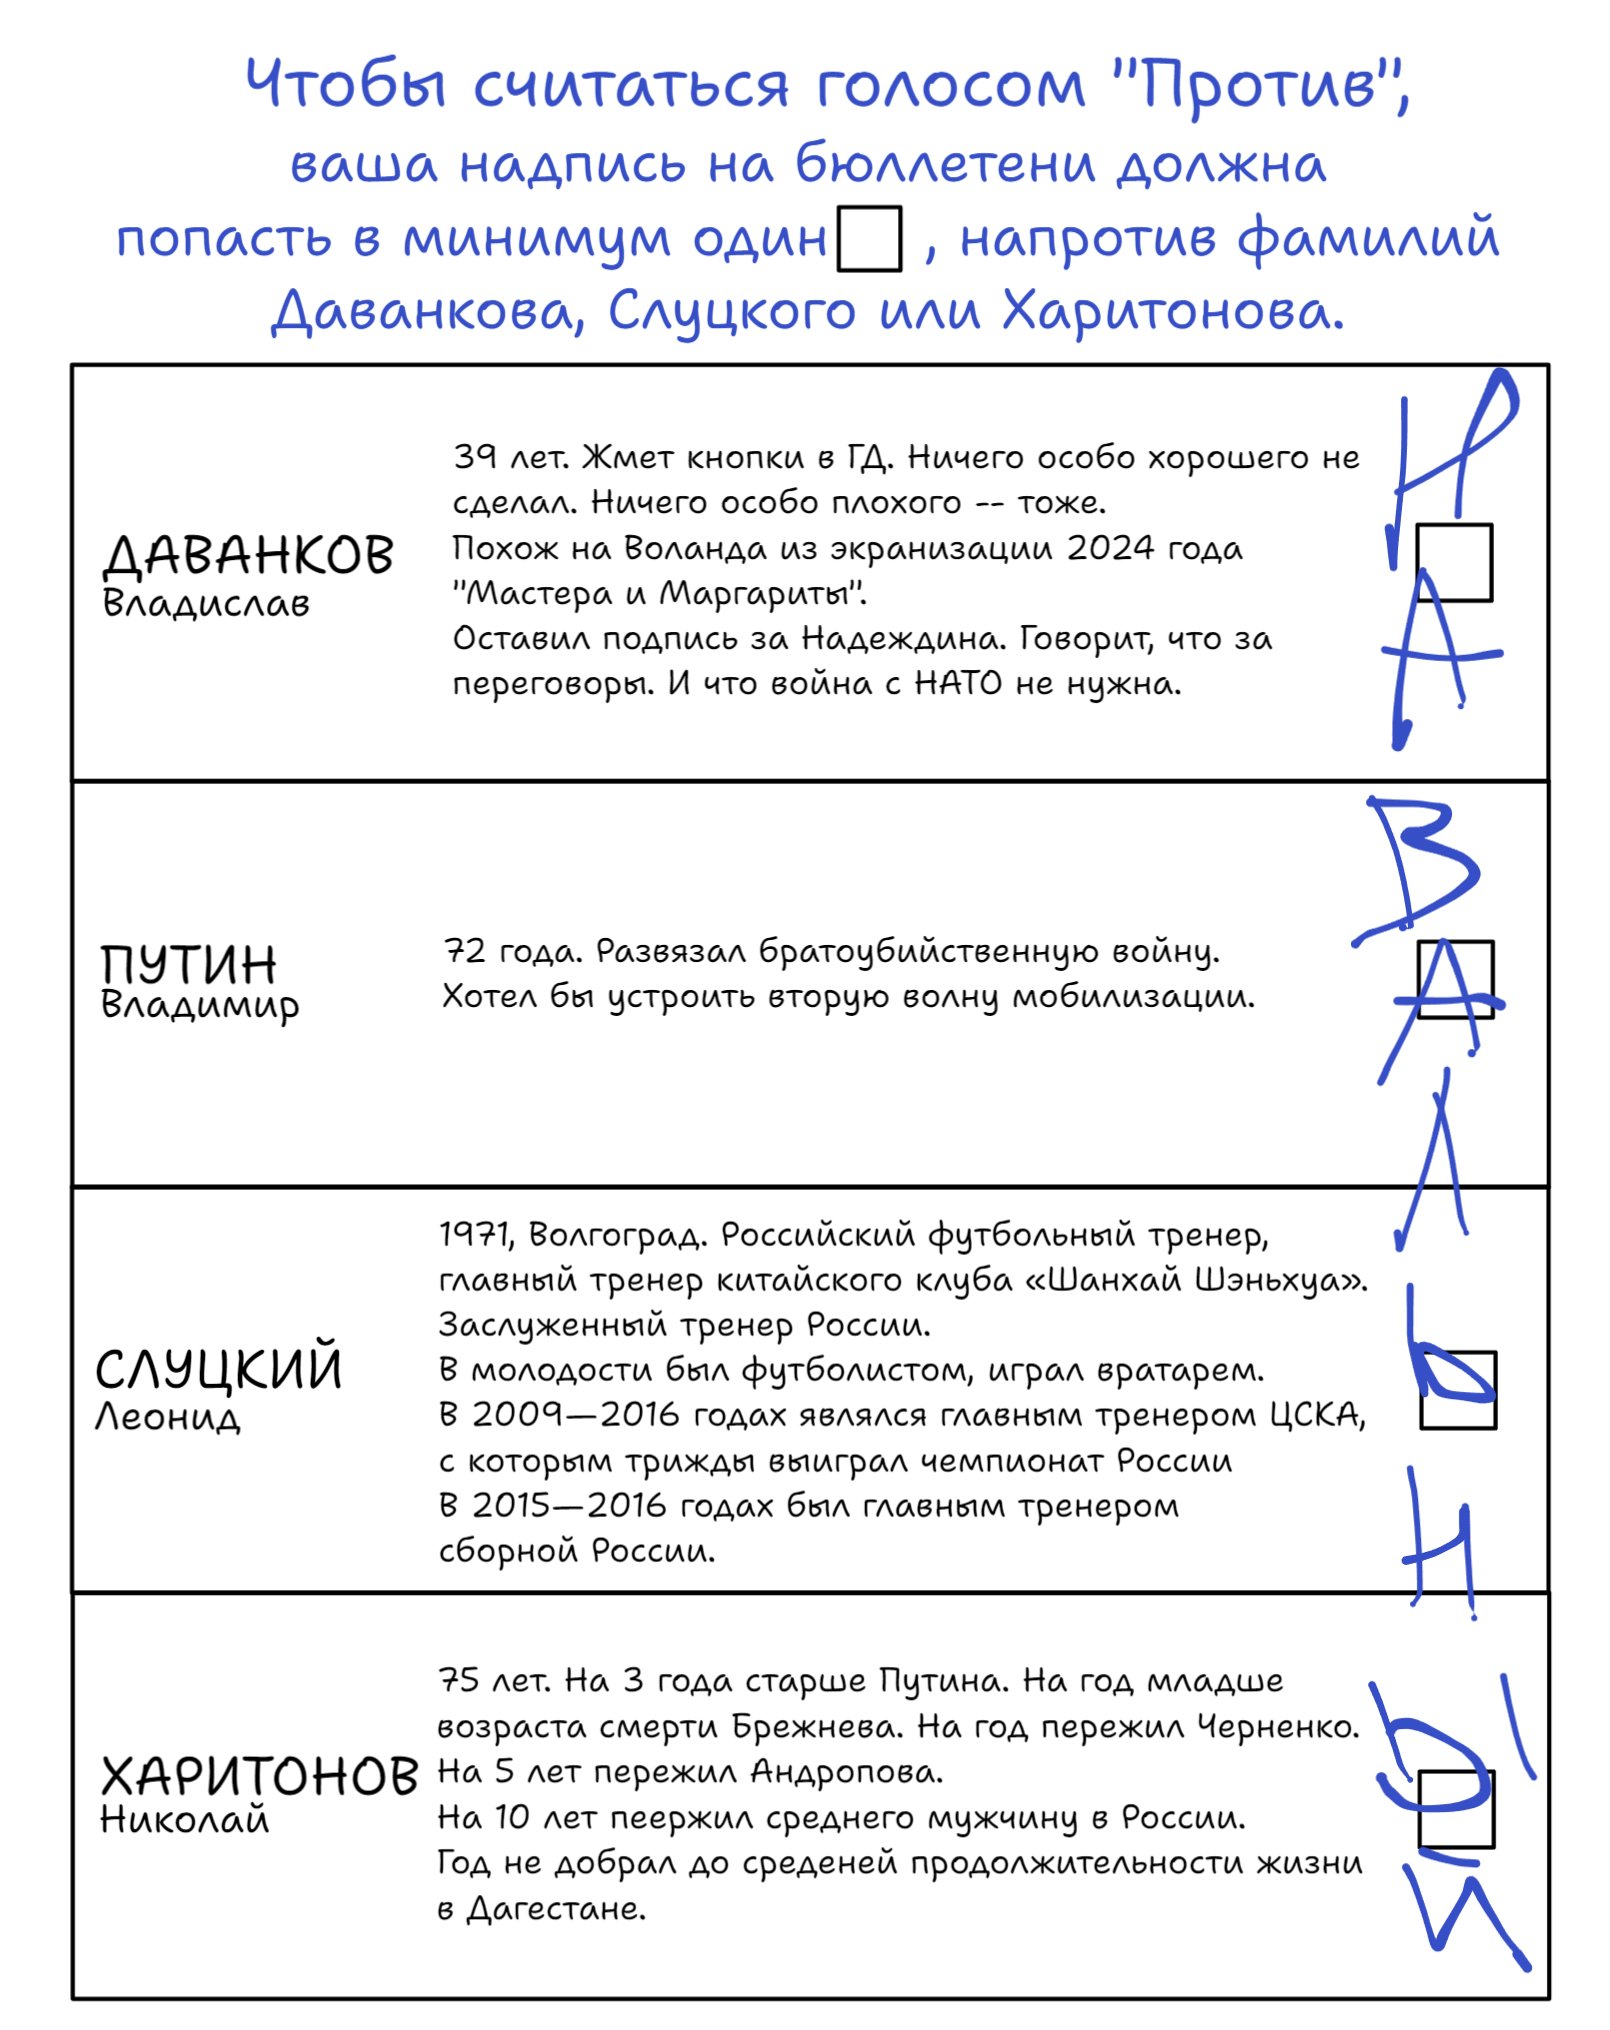 Чтобы считаться голосом "Против",
ваша надпись на бюллетени должна
попасть в минимум один , напротив фамилий
Даванкова, Слуцкого или Харитонова.
ДАВАНКОВ
Владислав
39 лет. Жмет кнопки в ГД. Ничего особо хорошего не
сделал. Ничего особо плохого -- тоже.
Похож на Воланда из экранизации 2024 года
"Мастера и Маргариты".
Оставил подпись за Надеждина. Говорит, что за
переговоры. И что война с НАТО не нужна.
ПУТИН
Владимир
72 года. Развязал братоубийственную войну.
Хотел бы устроить вторую волну мобилизации.
СЛУЦКИЙ
Леонид
1971, Волгоград. Российский футбольный тренер,
главный тренер китайского клуба «Шанхай Шэньхуа».
Заслуженный тренер России.
В молодости был футболистом, играл вратарем.
В 2009—2016 годах являлся главным тренером ЦСКА,
с которым трижды выиграл чемпионат России
В 2015—2016 годах был главным тренером
сборной России.
ХАРИТОНОВ
Николай
75 лет. На 3 года старше Путина. На год младше
возраста смерти Брежнева. На год пережил Черненко.
На 5 лет пережил Андропова.
На 10 лет пеержил среднего мужчину в России.
Год не добрал до среденей продолжительности жизни
в Дагестане.
НАВАЛЬНЫЙ